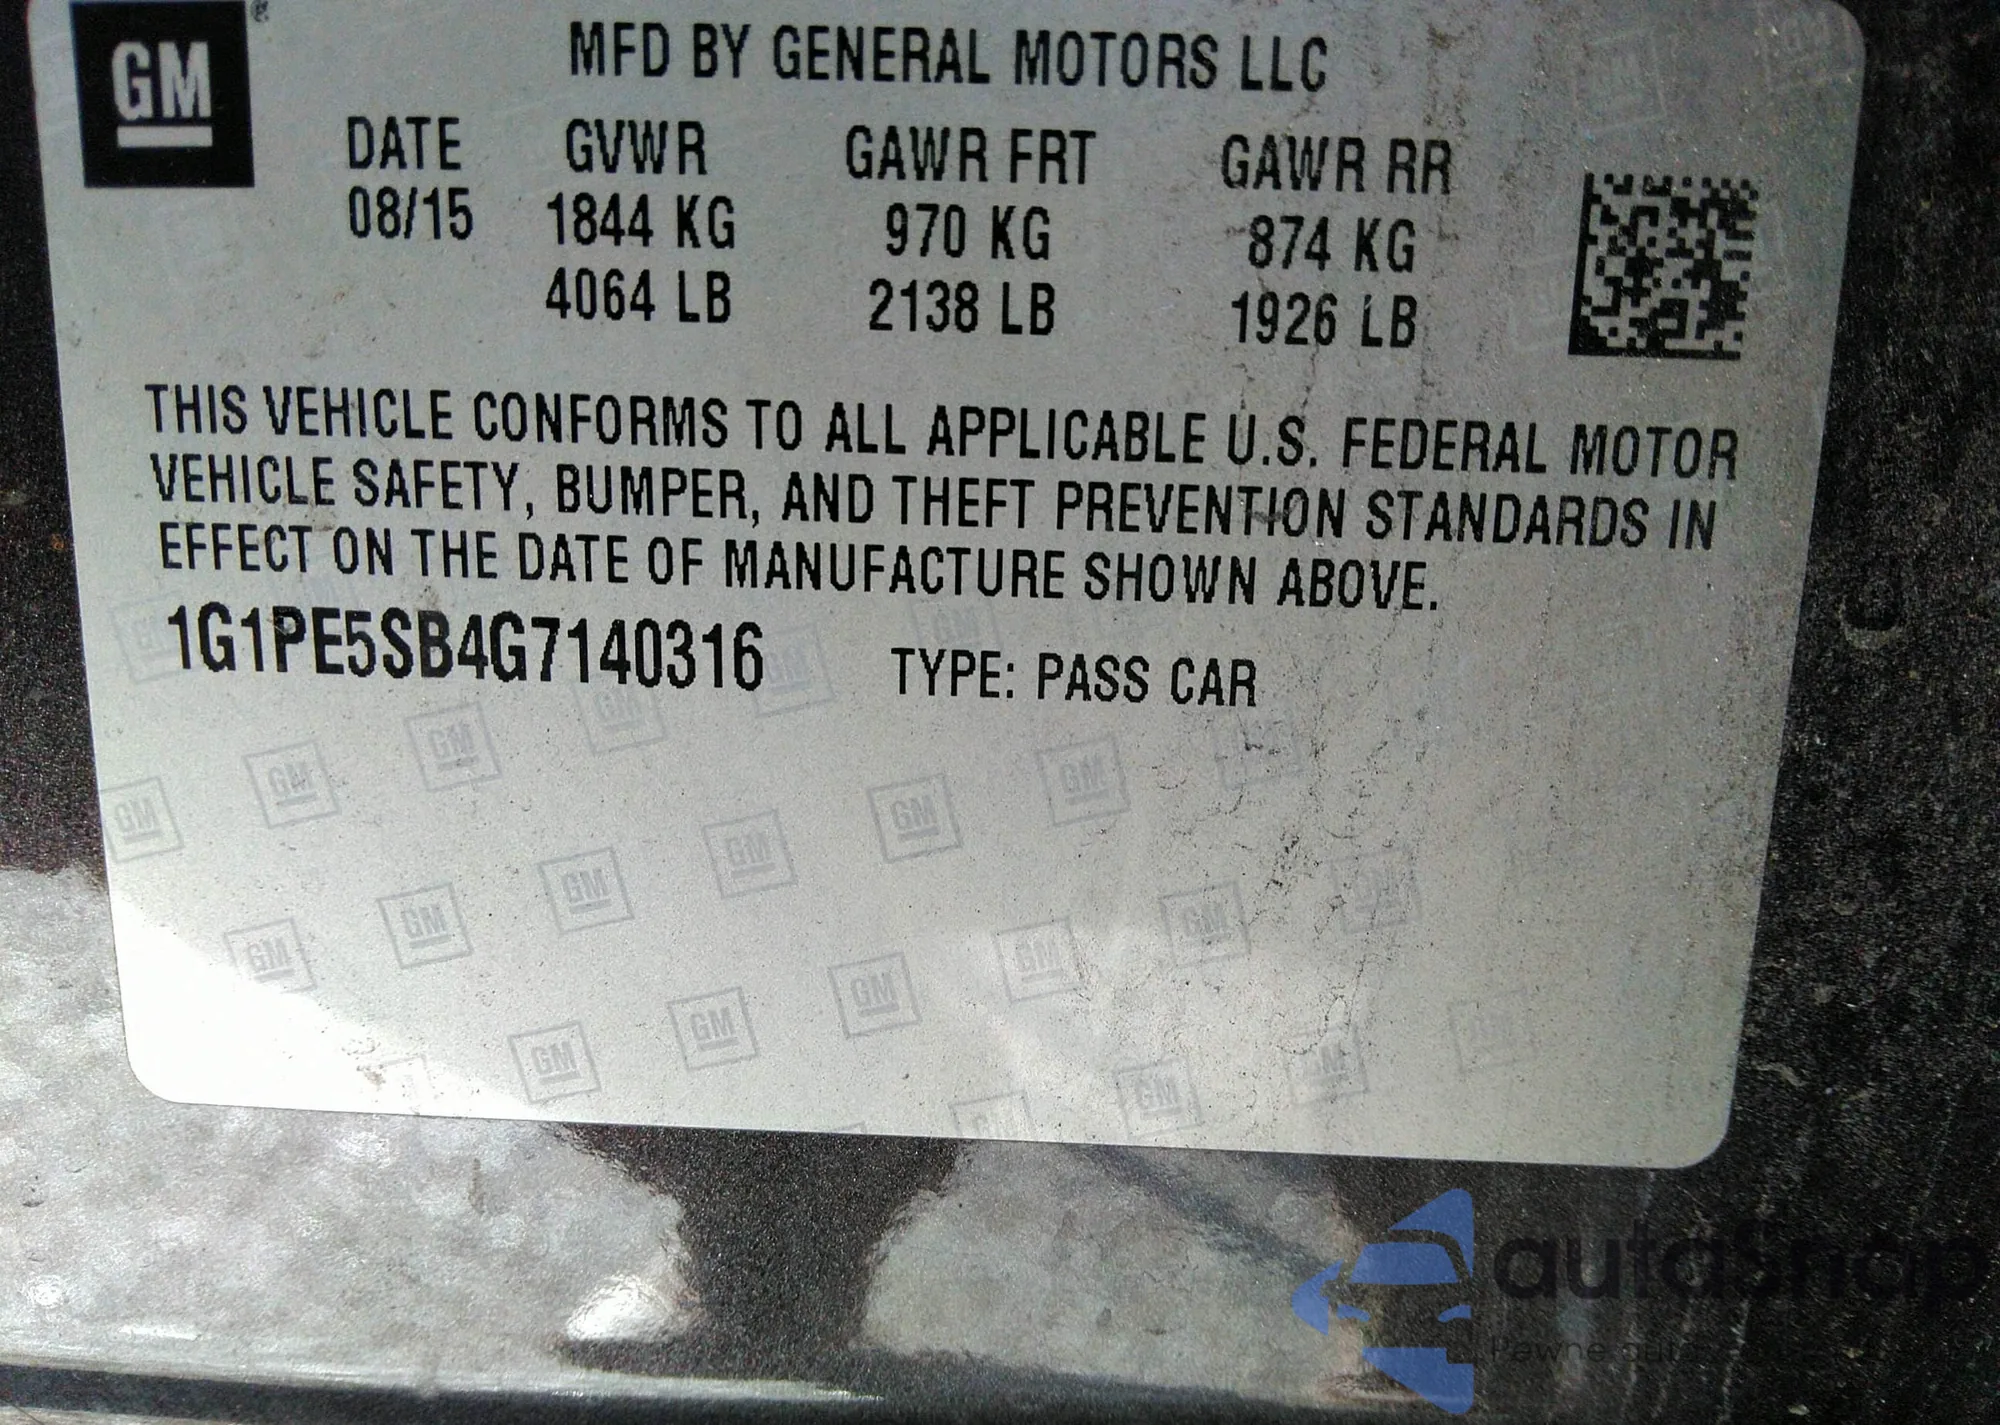 GM
MFD BY GENERAL MOTORS LLC
DATE GVWR GAWR FRT GAWR RR
08/15 1844 KG 970 KG 874 KG
4064 LB 2138 LB 1926 LB
THIS VEHICLE CONFORMS TO ALL APPLICABLE U.S. FEDERAL MOTOR
VEHICLE SAFETY, BUMPER, AND THEFT PREVENTION STANDARDS IN
EFFECT ON THE DATE OF MANUFACTURE SHOWN ABOVE.
1G1PE5SB4G7140316 TYPE: PASS CAR
autoSnap
Pewne